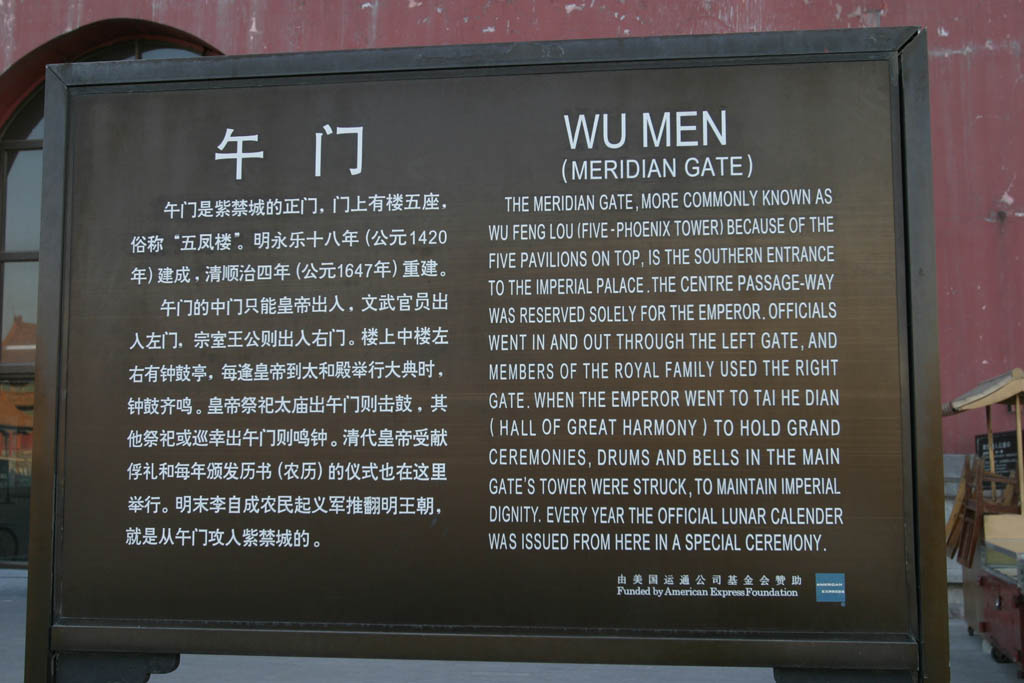 午门
午门是紫禁城的正门，门上有楼五座，
俗称“五凤楼”。明永乐十八年（公元1420
年）建成，清顺治四年（公元1647年）重建。
午门的中门只能皇帝出入，文武官员出
入左门，宗室王公则出入右门。楼上中楼左
右有钟鼓亭，每逢皇帝到太和殿举行大典时，
钟鼓齐鸣。皇帝祭祀太庙出午门则击鼓，其
他祭祀或巡幸出午门则鸣钟。清代皇帝受献
俘礼和每年颁发历书（农历）的仪式也在这里
举行。明末李自成农民起义军推翻明王朝，
就是从午门攻入紫禁城的。
WU MEN
(MERIDIAN GATE)
THE MERIDIAN GATE, MORE COMMONLY KNOWN AS
WU FENG LOU (FIVE-PHOENIX TOWER) BECAUSE OF THE
FIVE PAVILIONS ON TOP, IS THE SOUTHERN ENTRANCE
TO THE IMPERIAL PALACE. THE CENTRE PASSAGE-WAY
WAS RESERVED SOLELY FOR THE EMPEROR. OFFICIALS
WENT IN AND OUT THROUGH THE LEFT GATE, AND
MEMBERS OF THE ROYAL FAMILY USED THE RIGHT
GATE. WHEN THE EMPEROR WENT TO TAI HE DIAN
(HALL OF GREAT HARMONY) TO HOLD GRAND
CEREMONIES, DRUMS AND BELLS IN THE MAIN
GATE'S TOWER WERE STRUCK, TO MAINTAIN IMPERIAL
DIGNITY. EVERY YEAR THE OFFICIAL LUNAR CALENDER
WAS ISSUED FROM HERE IN A SPECIAL CEREMONY.
由美国运通公司基金会赞助
Funded by American Express Foundation
AMERICAN
EXPRESS